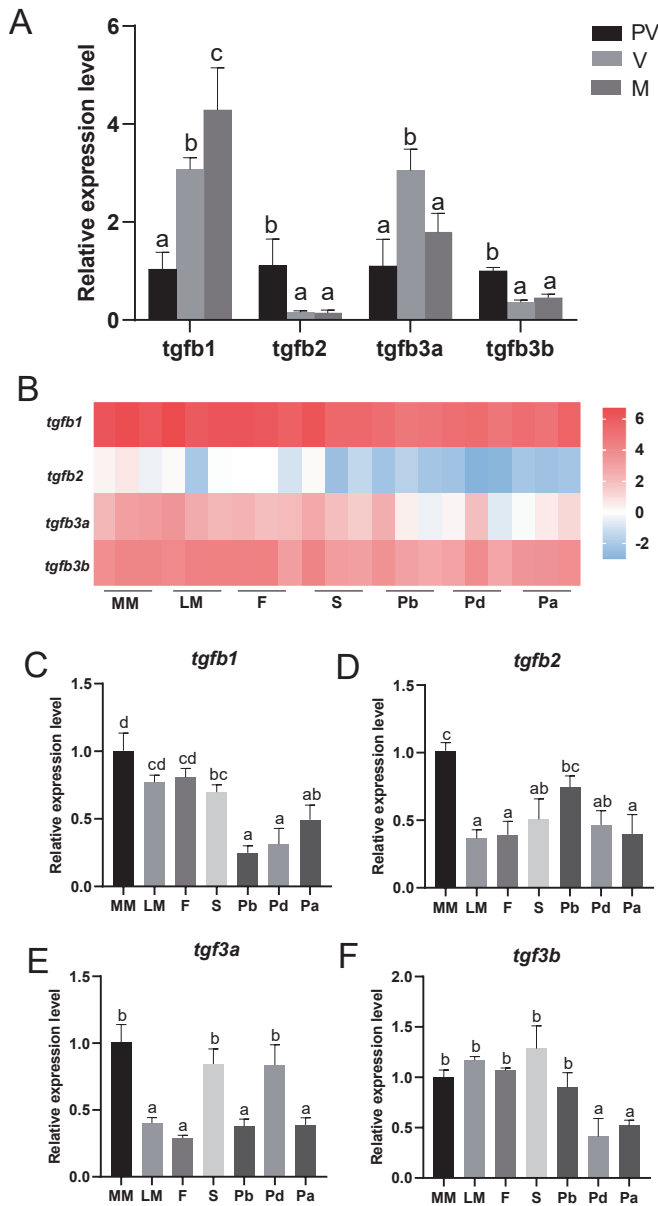 A
Relative expression level
6
4
2
0
a
b
c
b
a
a
a
b
a
b
a
a
tgfb1
tgfb2
tgfb3a
tgfb3b
PV
V
M
B
tgfb1
tgfb2
tgfb3a
tgfb3b
MM LM F S Pb Pd Pa
6
4
2
0
-2
C
tgfb1
Relative expression level
1.5
1.0
0.5
0.0
d
cd
cd
bc
a
a
ab
MM LM F S Pb Pd Pa
D
tgfb2
Relative expression level
1.5
1.0
0.5
0.0
c
a
a
ab
bc
ab
a
MM LM F S Pb Pd Pa
E
tgf3a
Relative expression level
1.5
1.0
0.5
0.0
b
a
a
b
a
b
a
MM LM F S Pb Pd Pa
F
tgf3b
Relative expression level
2.0
1.5
1.0
0.5
0.0
b
b
b
b
b
a
a
MM LM F S Pb Pd Pa